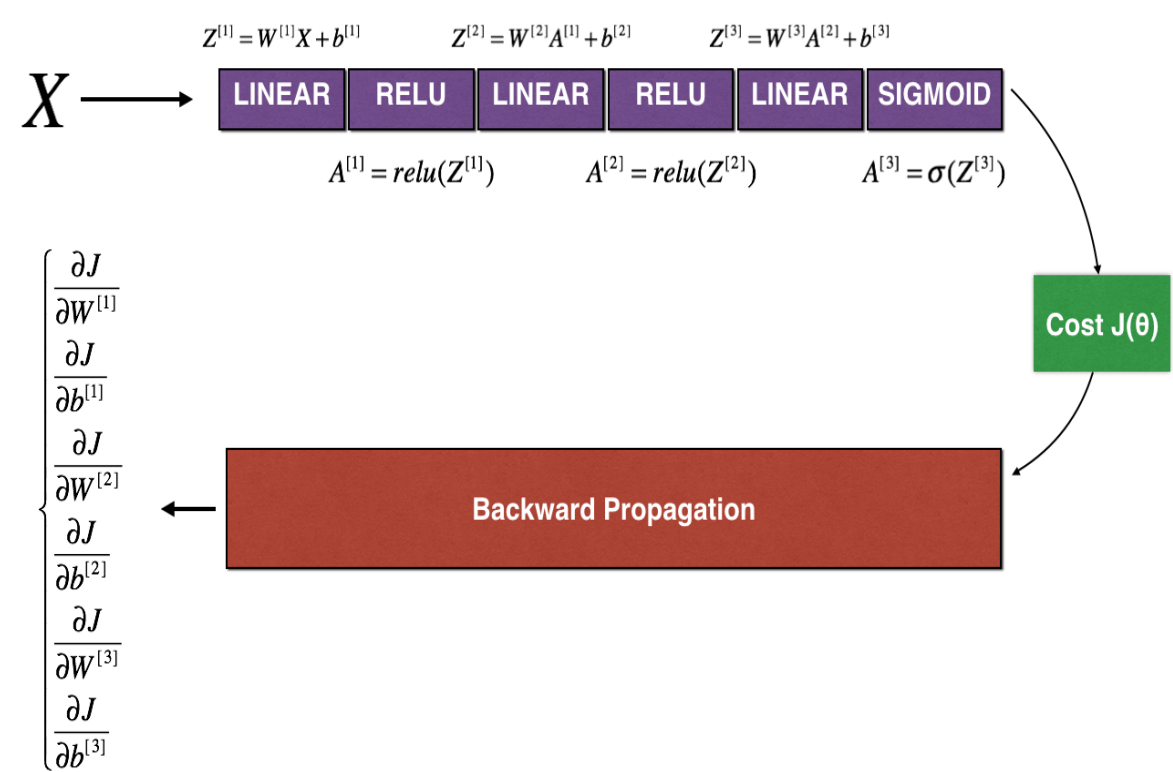 Z^[1] = W^[1]X + b^[1] Z^[2] = W^[2]A^[1] + b^[2] Z^[3] = W^[3]A^[2] + b^[3]
X LINEAR RELU LINEAR RELU LINEAR SIGMOID
A^[1] = relu(Z^[1]) A^[2] = relu(Z^[2]) A^[3] = σ(Z^[3])
Cost J(θ)
Backward Propagation
∂J
∂W^[1]
∂J
∂b^[1]
∂J
∂W^[2]
∂J
∂b^[2]
∂J
∂W^[3]
∂J
∂b^[3]